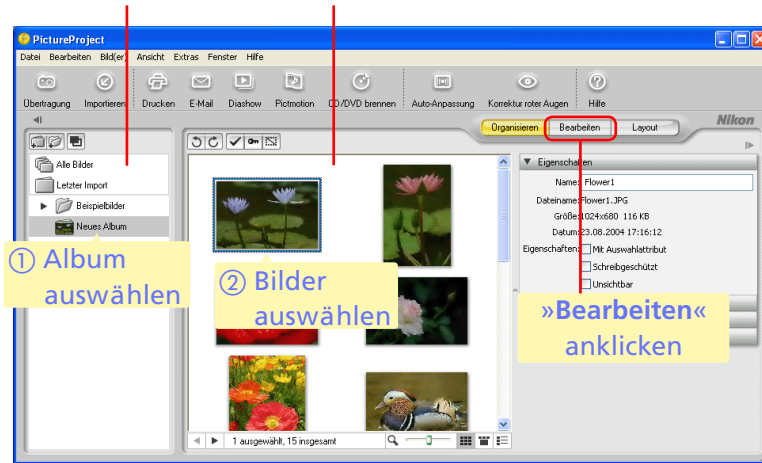 PictureProject
Datei Bearbeiten Bild(er) Ansicht Extras Fenster Hilfe
Übertragung Importieren Drucken E-Mail Diashow Pictmotion CD/DVD brennen Auto-Anpassung Korrektur roter Augen Hilfe
Nikon
Organisieren Bearbeiten Layout
Alle Bilder
Letzter Import
Beispielbilder
Neues Album
Eigenschaften
Name: Flower1
Dateiname: Flower1.JPG
Größe: 1024x680 116 KB
Datum: 23.08.2004 17:16:12
Eigenschaften: Mit Auswahlattribut
Schreibgeschützt
Unsichtbar
① Album
auswählen
② Bilder
auswählen
»Bearbeiten«
anklicken
1 ausgewählt, 15 insgesamt